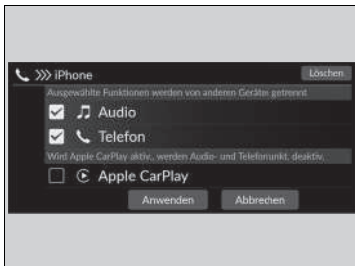 >>> iPhone
Löschen
Ausgewählte Funktionen werden von anderen Geräten getrennt
Audio
Telefon
Wird Apple CarPlay aktiv., werden Audio- und Telefonunkt. deaktiv.
Apple CarPlay
Anwenden
Abbrechen